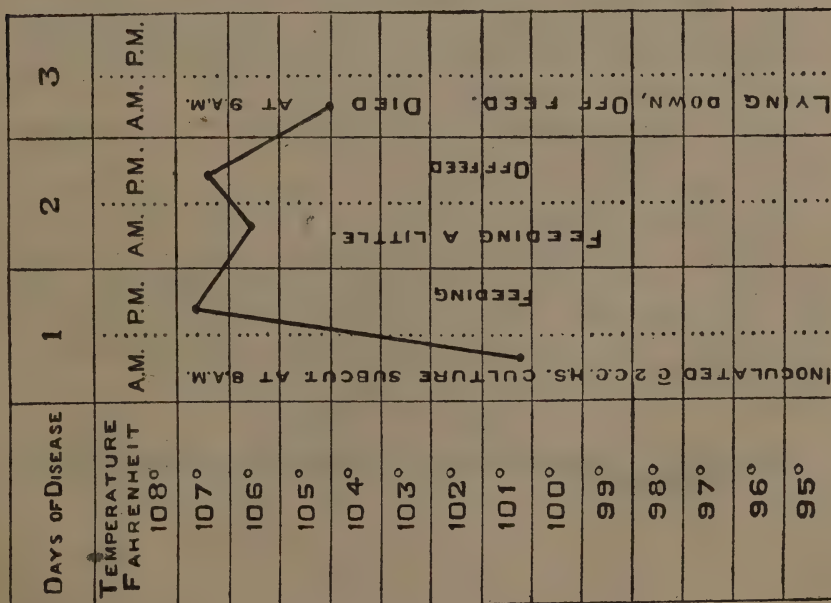 DAYS OF DISEASE 1 2 3
TEMPERATURE FAHRENHEIT A.M. P.M. A.M. P.M. A.M. P.M.
108°
107°
106°
105°
104°
103°
102°
101°
100°
99°
98°
97°
96°
95°
INOCULATED c̄ 2 C.C. H.S. CULTURE SUBCUT AT 8 A.M.
FEEDING
FEEDING A LITTLE.
OFF FEED
LYING DOWN, OFF FEED. DIED AT 9 A.M.